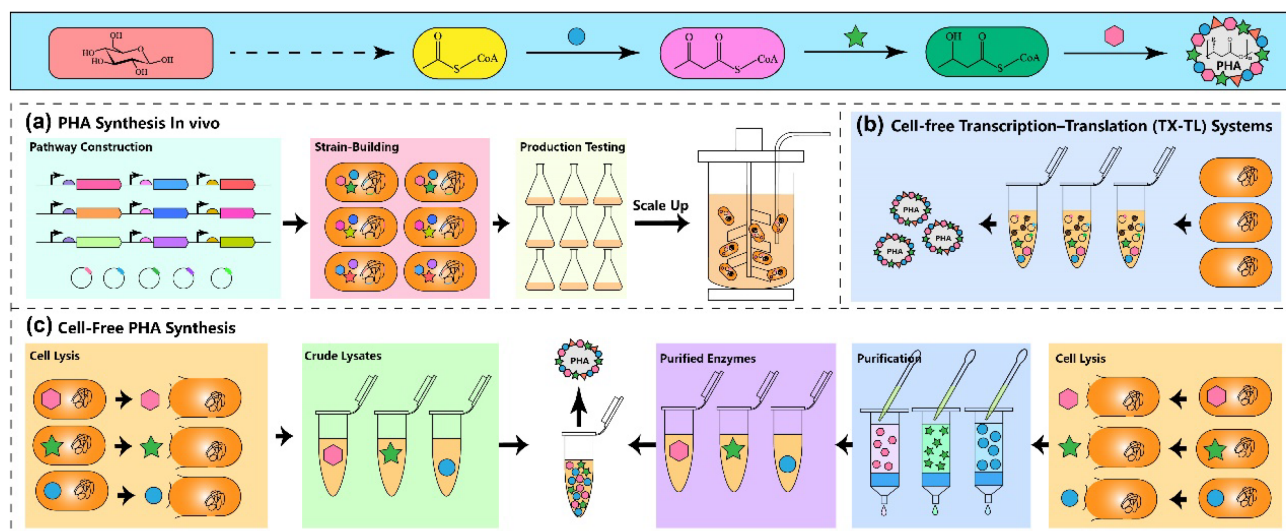 OH
HO
HO
O
OH
OH
O
S
CoA
O
O
S
CoA
OH
O
S
CoA
PHA
(a) PHA Synthesis In vivo
Pathway Construction
Strain-Building
Production Testing
Scale Up
(b) Cell-free Transcription–Translation (TX-TL) Systems
PHA
PHA
PHA
(c) Cell-Free PHA Synthesis
Cell Lysis
Crude Lysates
PHA
Purified Enzymes
Purification
Cell Lysis